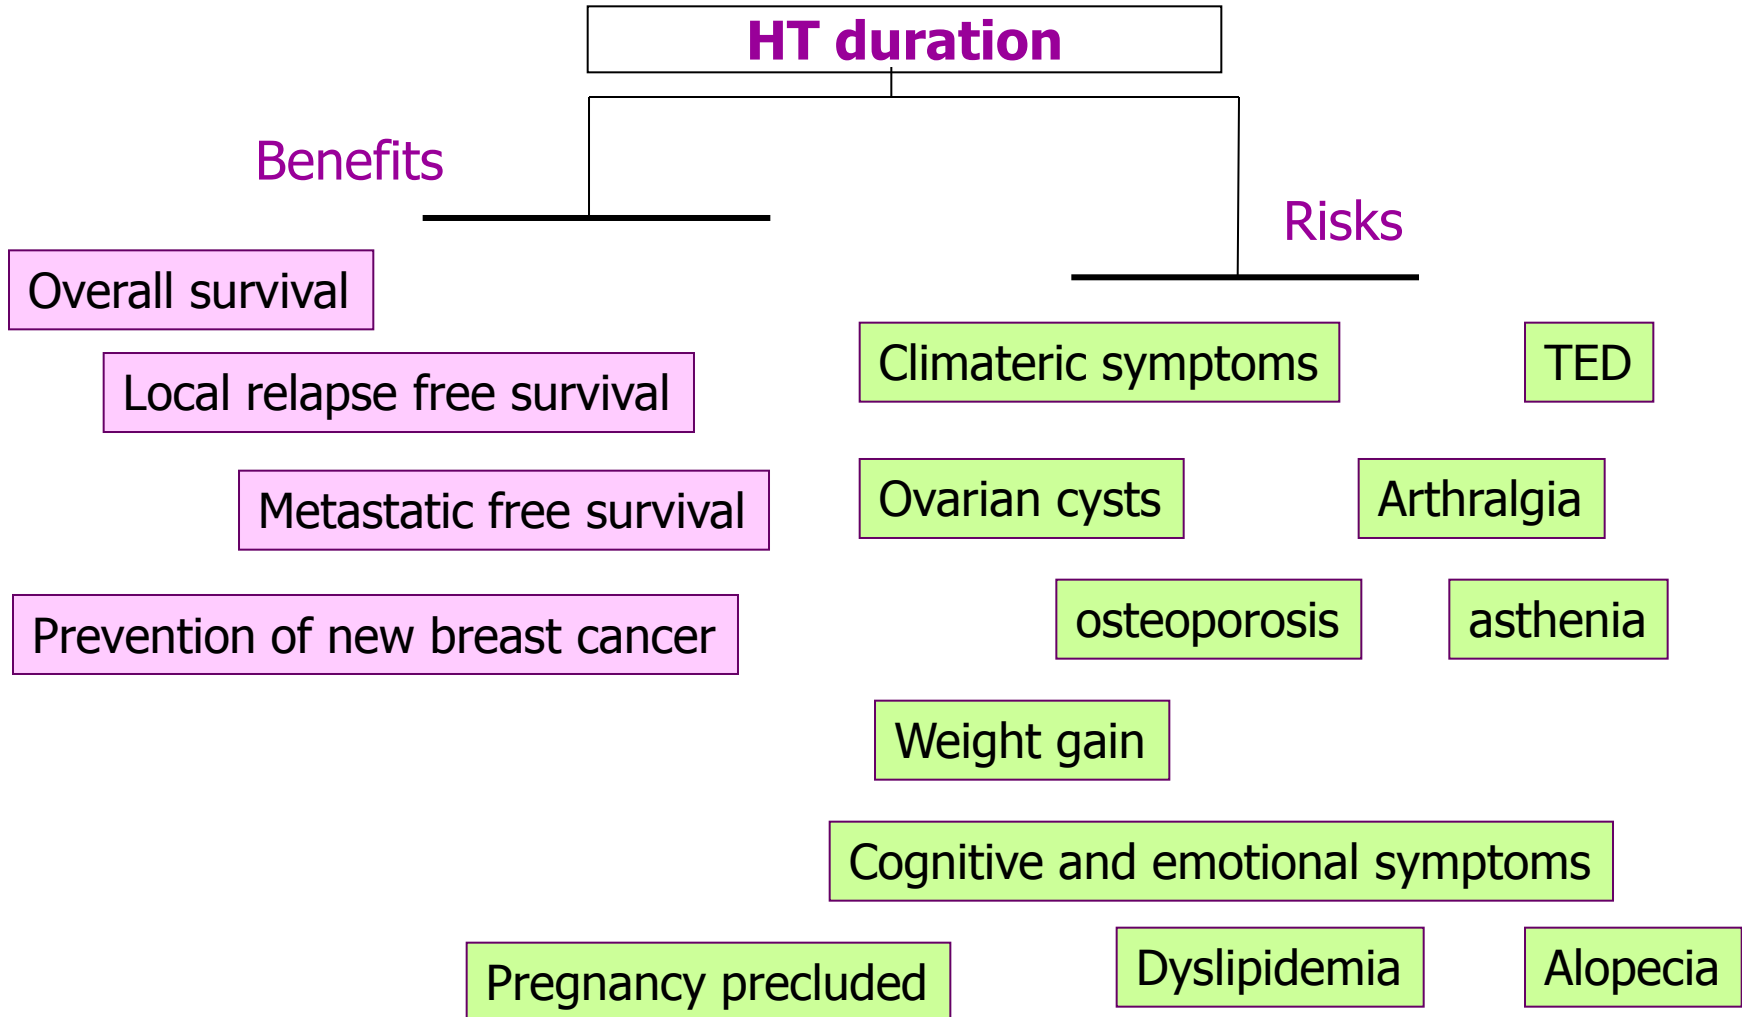 HT duration
Benefits
Risks
Overall survival
Local relapse free survival
Metastatic free survival
Prevention of new breast cancer
Climateric symptoms
TED
Ovarian cysts
Arthralgia
osteoporosis
asthenia
Weight gain
Cognitive and emotional symptoms
Pregnancy precluded
Dyslipidemia
Alopecia